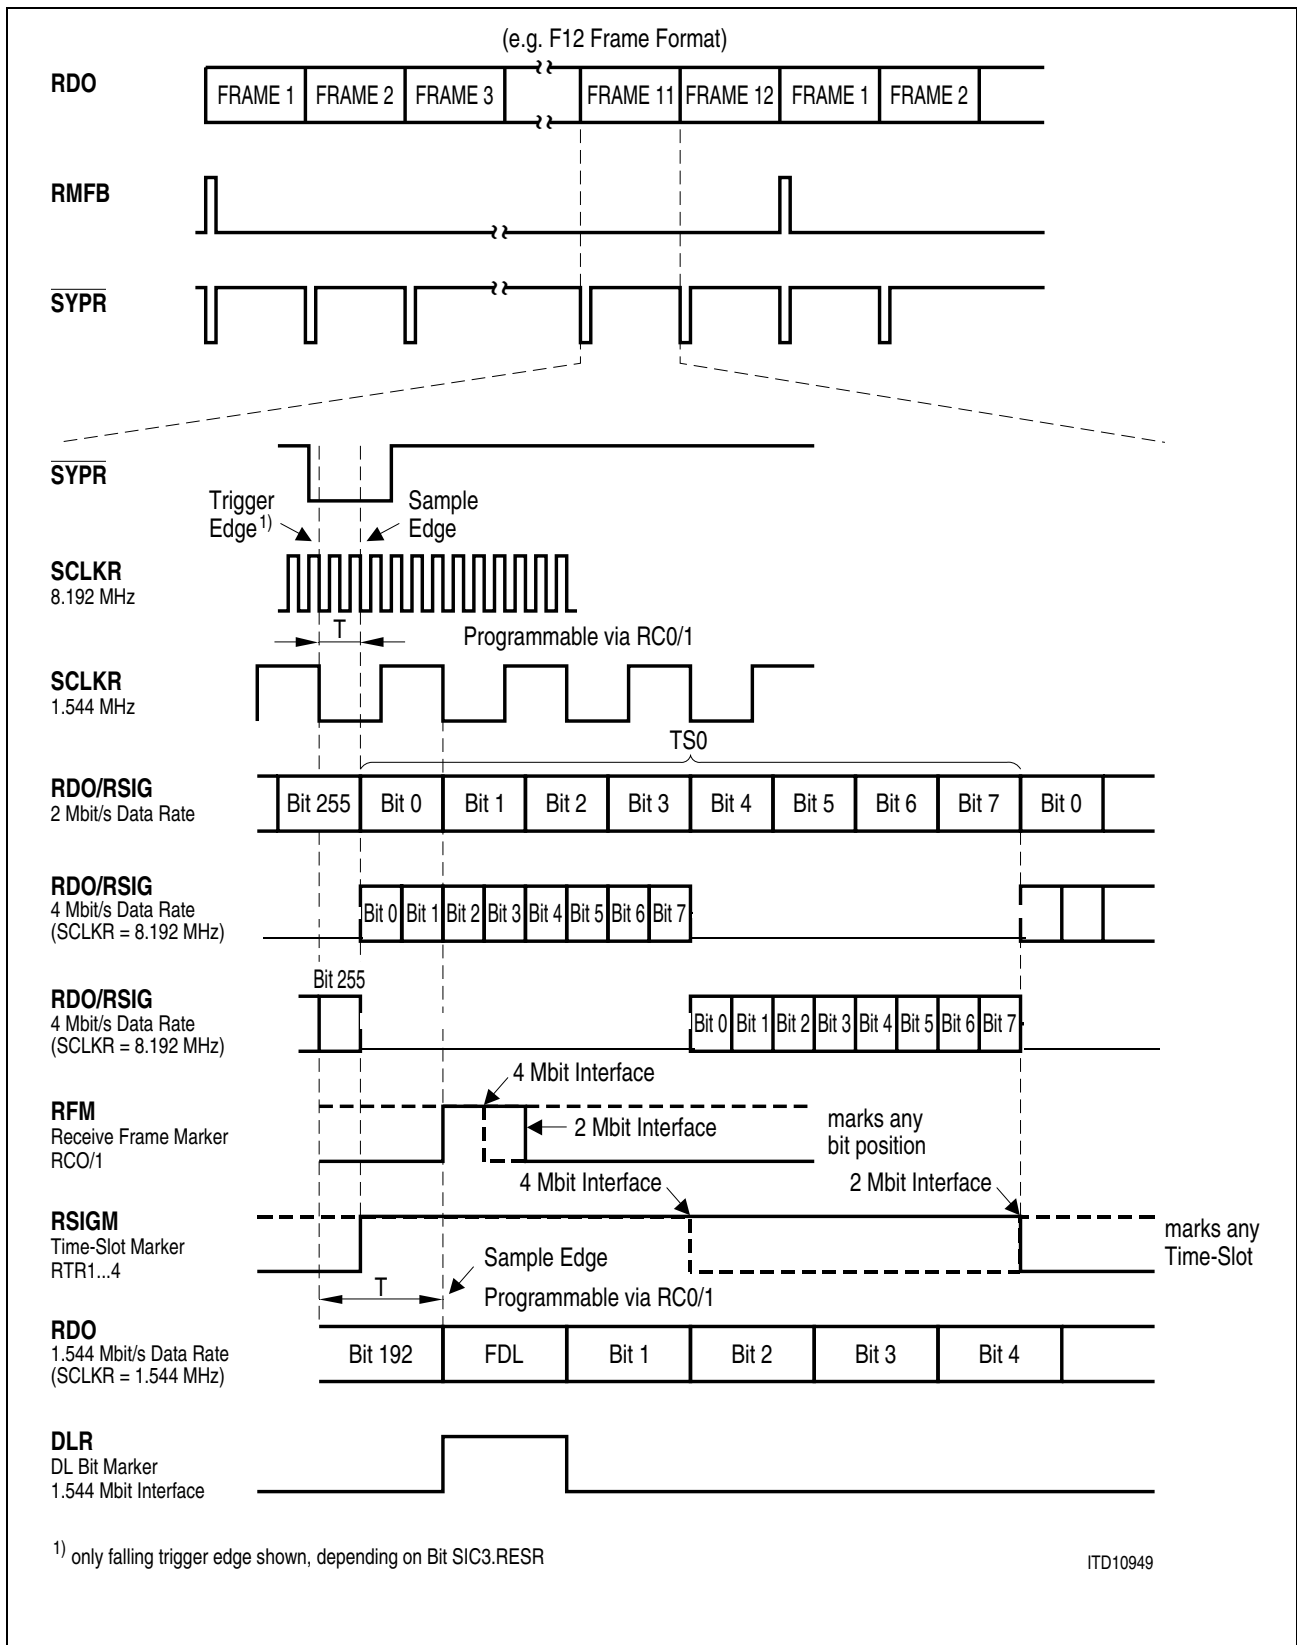 (e.g. F12 Frame Format)
RDO
FRAME 1 FRAME 2 FRAME 3 FRAME 11 FRAME 12 FRAME 1 FRAME 2
RMFB
SYPR
SYPR
Trigger Edge 1)
Sample Edge
SCLKR
8.192 MHz
T
Programmable via RC0/1
SCLKR
1.544 MHz
TS0
RDO/RSIG
2 Mbit/s Data Rate
Bit 255 Bit 0 Bit 1 Bit 2 Bit 3 Bit 4 Bit 5 Bit 6 Bit 7 Bit 0
RDO/RSIG
4 Mbit/s Data Rate
(SCLKR = 8.192 MHz)
Bit 0 Bit 1 Bit 2 Bit 3 Bit 4 Bit 5 Bit 6 Bit 7
Bit 255
RDO/RSIG
4 Mbit/s Data Rate
(SCLKR = 8.192 MHz)
Bit 0 Bit 1 Bit 2 Bit 3 Bit 4 Bit 5 Bit 6 Bit 7
4 Mbit Interface
RFM
Receive Frame Marker
RCO/1
2 Mbit Interface
marks any
bit position
4 Mbit Interface
2 Mbit Interface
RSIGM
Time-Slot Marker
RTR1...4
marks any
Time-Slot
T
Sample Edge
Programmable via RC0/1
RDO
1.544 Mbit/s Data Rate
(SCLKR = 1.544 MHz)
Bit 192 FDL Bit 1 Bit 2 Bit 3 Bit 4
DLR
DL Bit Marker
1.544 Mbit Interface
1) only falling trigger edge shown, depending on Bit SIC3.RESR
ITD10949